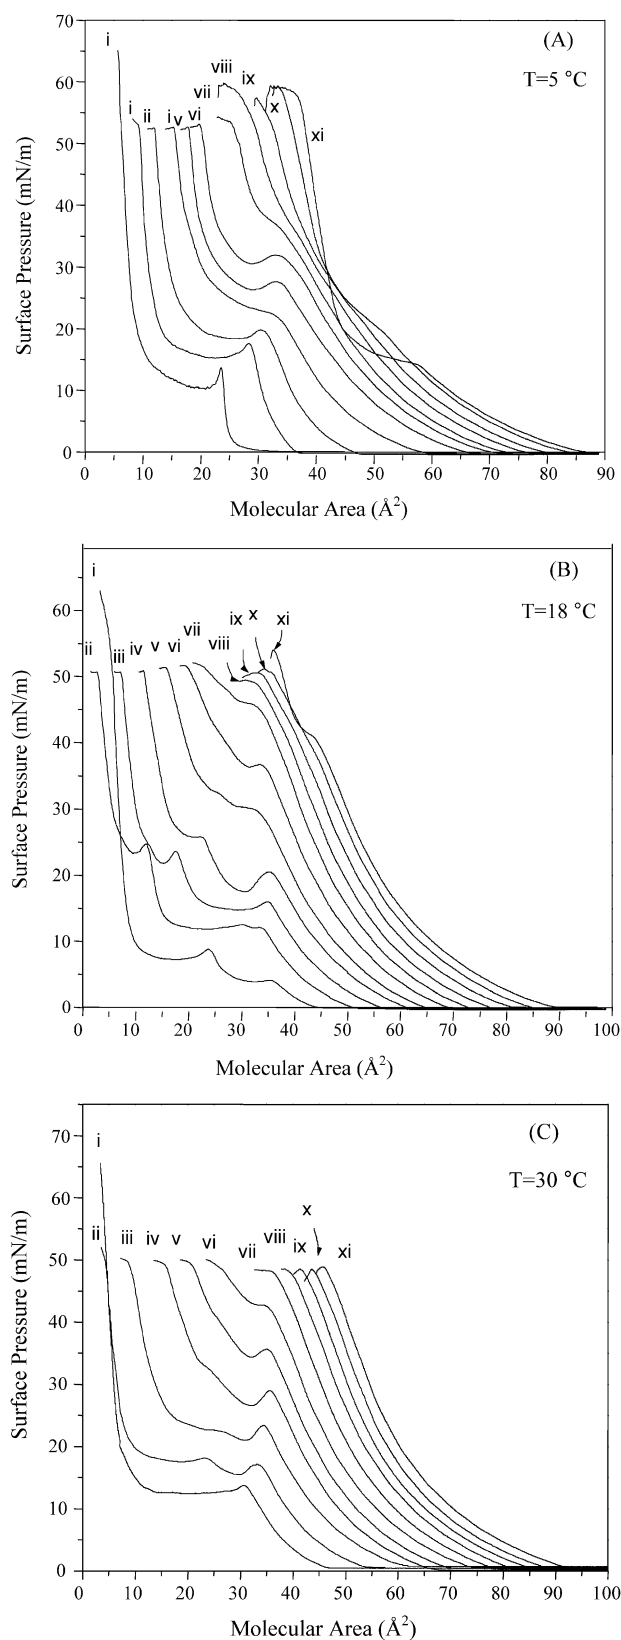 (A)
T=5 °C
i
i
ii
i
v
vi
vii
viii
ix
x
xi
70
60
50
40
30
20
10
0
Surface Pressure (mN/m)
0 10 20 30 40 50 60 70 80 90
Molecular Area (Å²)
(B)
T=18 °C
i
ii
iii
iv
v
vi
vii
viii
ix
x
xi
60
50
40
30
20
10
0
Surface Pressure (mN/m)
0 10 20 30 40 50 60 70 80 90 100
Molecular Area (Å²)
(C)
T=30 °C
i
ii
iii
iv
v
vi
vii
viii
ix
x
xi
70
60
50
40
30
20
10
0
Surface Pressure (mN/m)
0 10 20 30 40 50 60 70 80 90 100
Molecular Area (Å²)